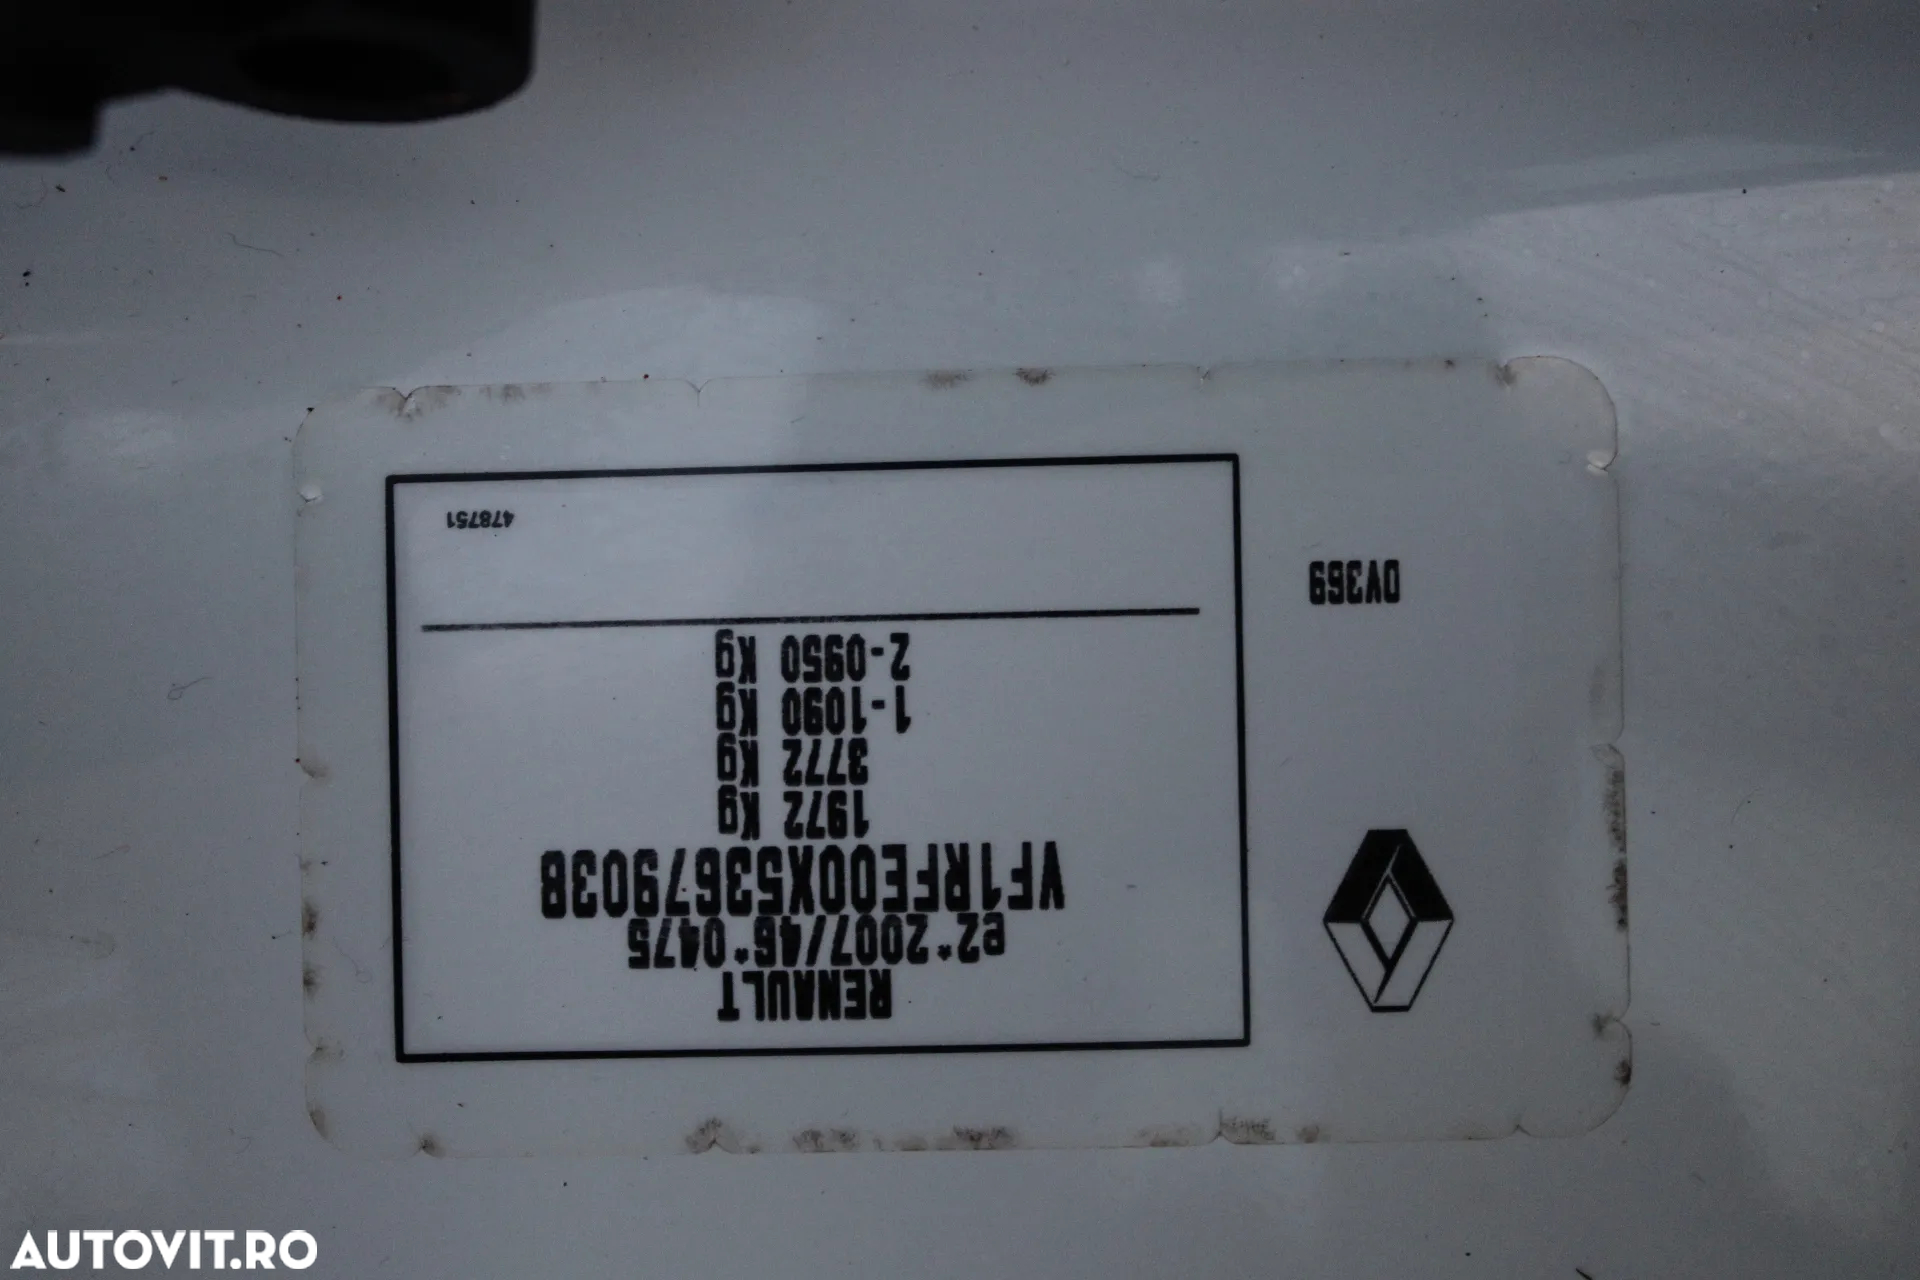 RENAULT
e2*2007/46*0475
VF1RFE00X53679038
1972 Kg
3772 Kg
1-1090 Kg
2-0950 Kg
478751
DV369
AUTOVIT.RO